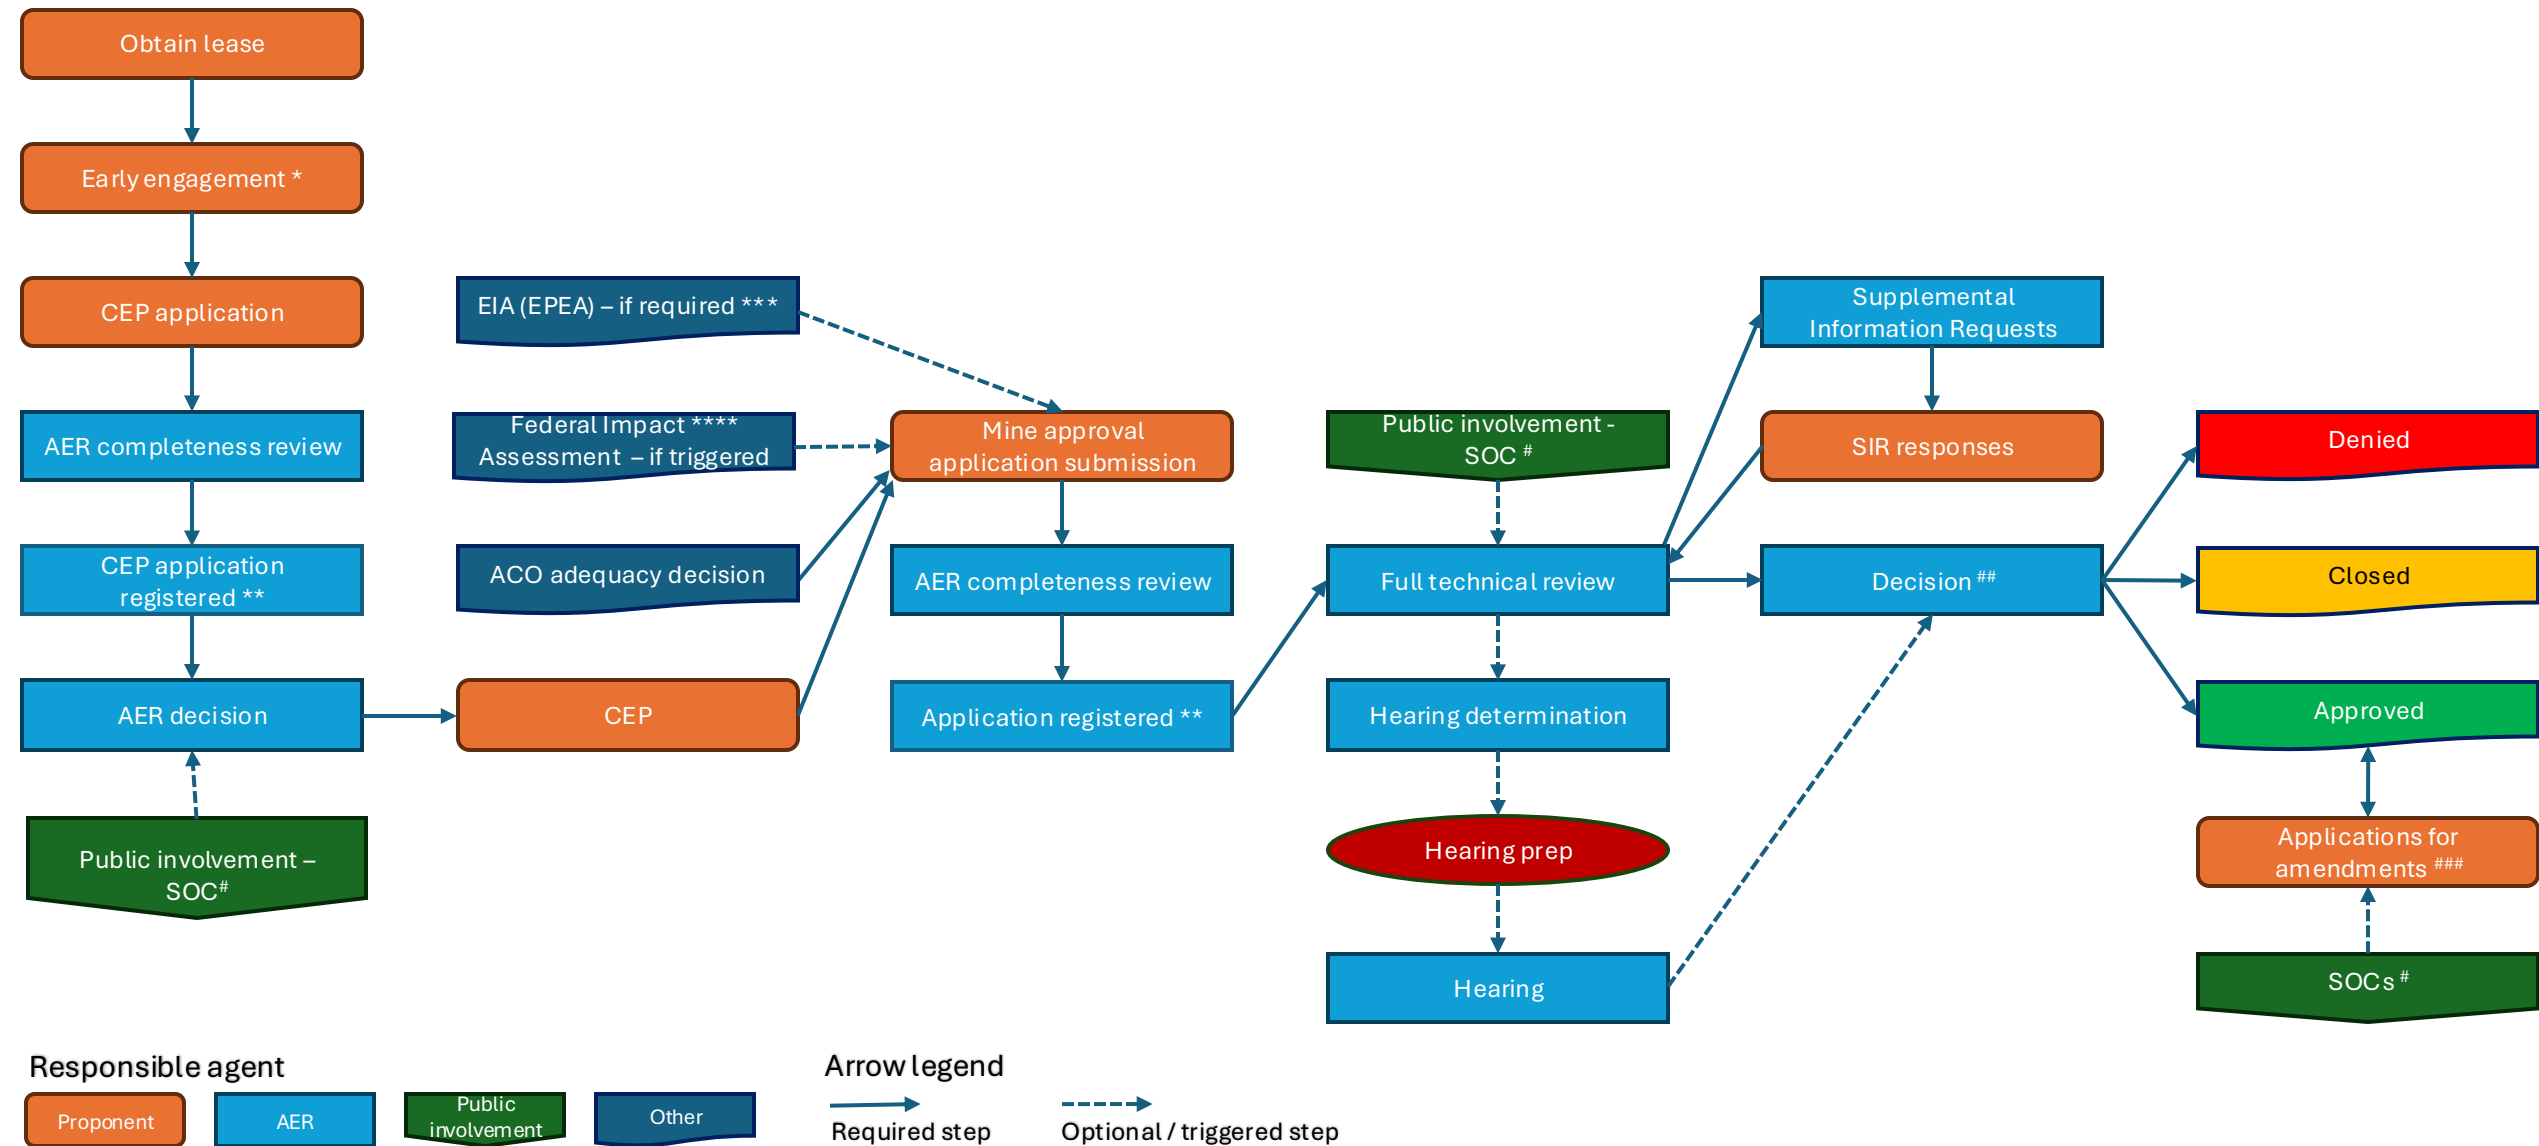 Obtain lease
Early engagement *
CEP application
AER completeness review
CEP application
registered **
AER decision
Public involvement –
SOC#
EIA (EPEA) – if required ***
Federal Impact ****
Assessment – if triggered
ACO adequacy decision
CEP
Mine approval
application submission
AER completeness review
Application registered **
Public involvement -
SOC #
Full technical review
Hearing determination
Hearing prep
Hearing
Supplemental
Information Requests
SIR responses
Decision ##
Denied
Closed
Approved
Applications for
amendments ###
SOCs #
Responsible agent
Proponent
AER
Public
involvement
Other
Arrow legend
Required step
Optional / triggered step